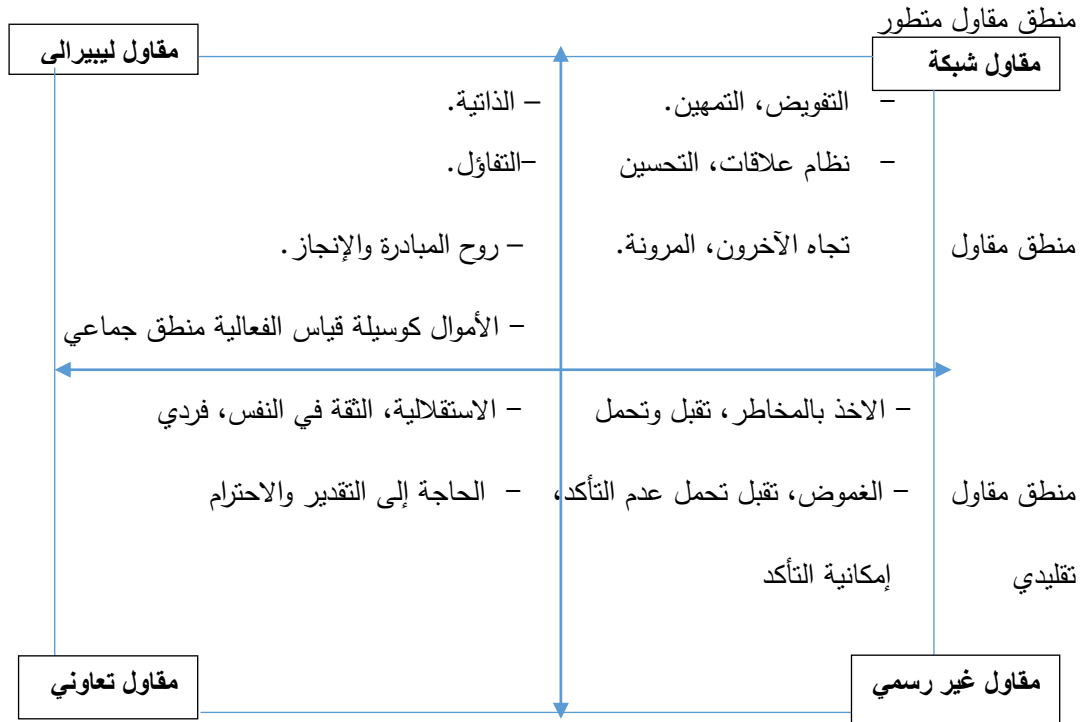 منطق مقاول متطور
مقاول شبكة
مقاول ليبيرالى
– التفويض، التمهين.
– الذاتية.
– نظام علاقات، التحسين
–التفاؤل.
منطق مقاول
تجاه الآخرون، المرونة.
– روح المبادرة والإنجاز.
– الأموال كوسيلة قياس الفعالية منطق جماعي
– الاخذ بالمخاطر، تقبل وتحمل
– الاستقلالية، الثقة في النفس، فردي
منطق مقاول
– الغموض، تقبل تحمل عدم التأكد،
– الحاجة إلى التقدير والاحترام
تقليدي
إمكانية التأكد
مقاول غير رسمي
مقاول تعاوني